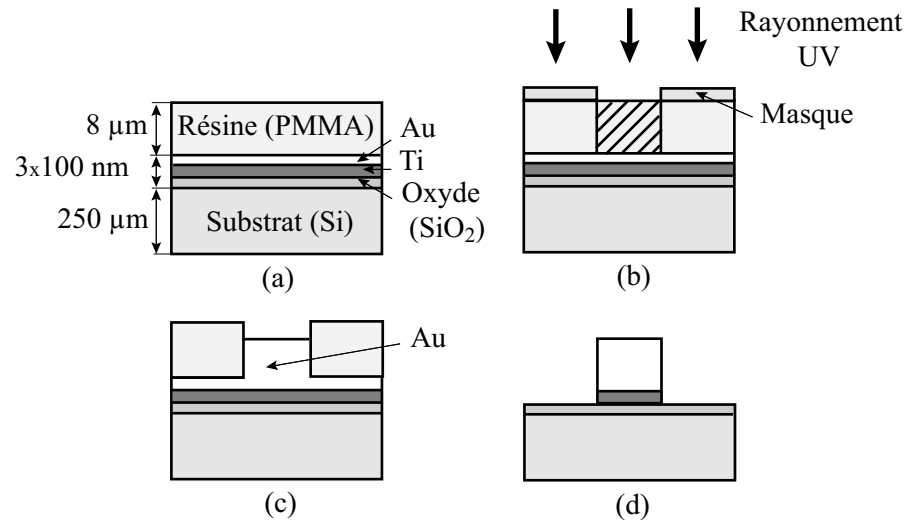 8 µm
Résine (PMMA)
Au
3x100 nm
Ti
Oxyde
(SiO₂)
250 µm
Substrat (Si)
(a)
Rayonnement
UV
Masque
(b)
Au
(c)
(d)